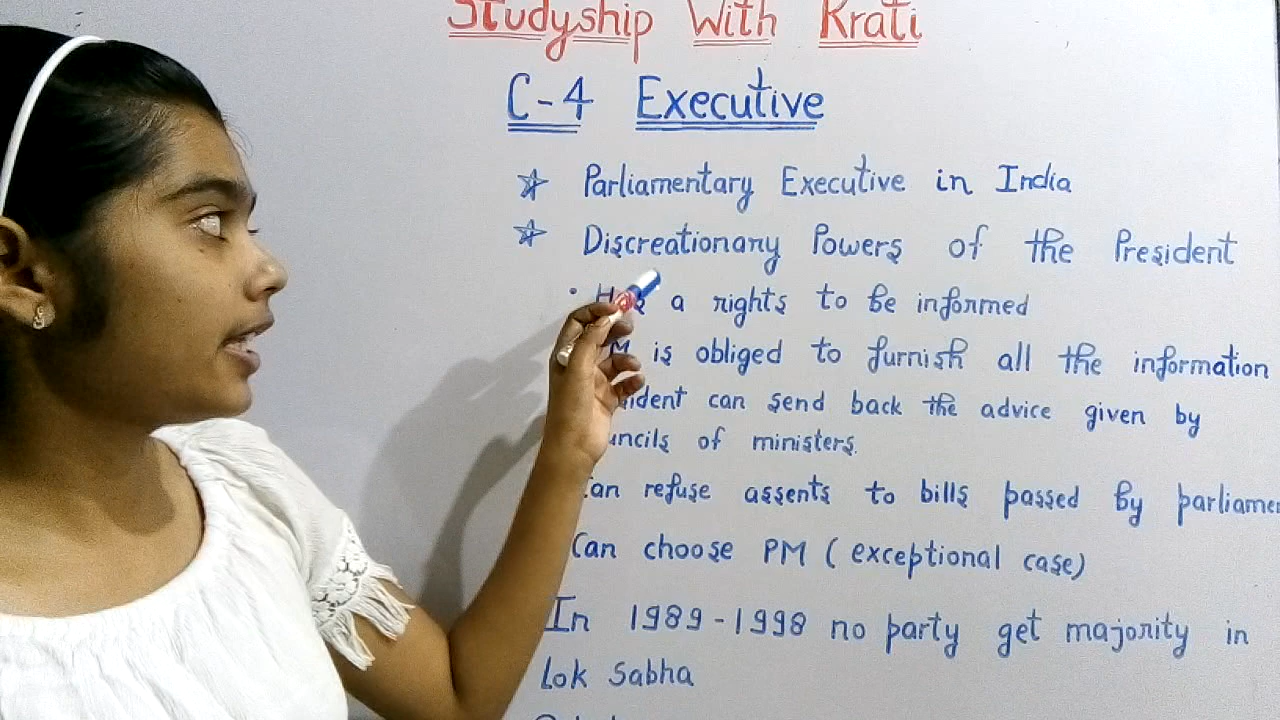 Studyship With Krati
C-4 Executive
Parliamentary Executive in India
Discreationary Powers of the President
• Has a rights to be informed
is obliged to furnish all the information
can send back the advice given by
of ministers.
Can refuse assents to bills passed by
Can choose PM (exceptional case)
In 1989-1998 no party get majority in
Lok Sabha